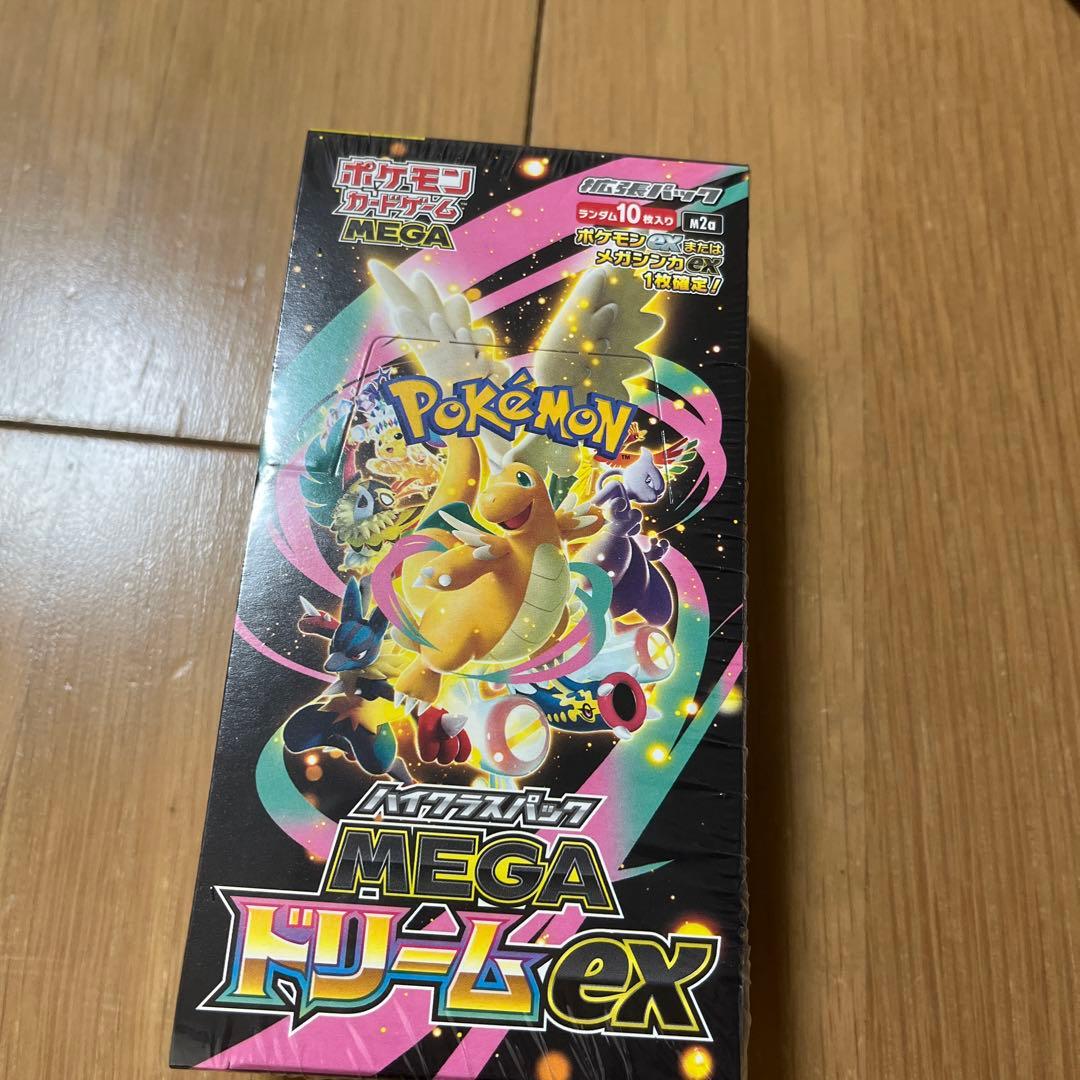 ポケモン
カードゲーム
MEGA
拡張パック
ランダム10枚入り M2a
ポケモンexまたは
メガシンカex
1枚確定!
POKéMON
TM
ハイクラスパック
MEGA
ドリームex